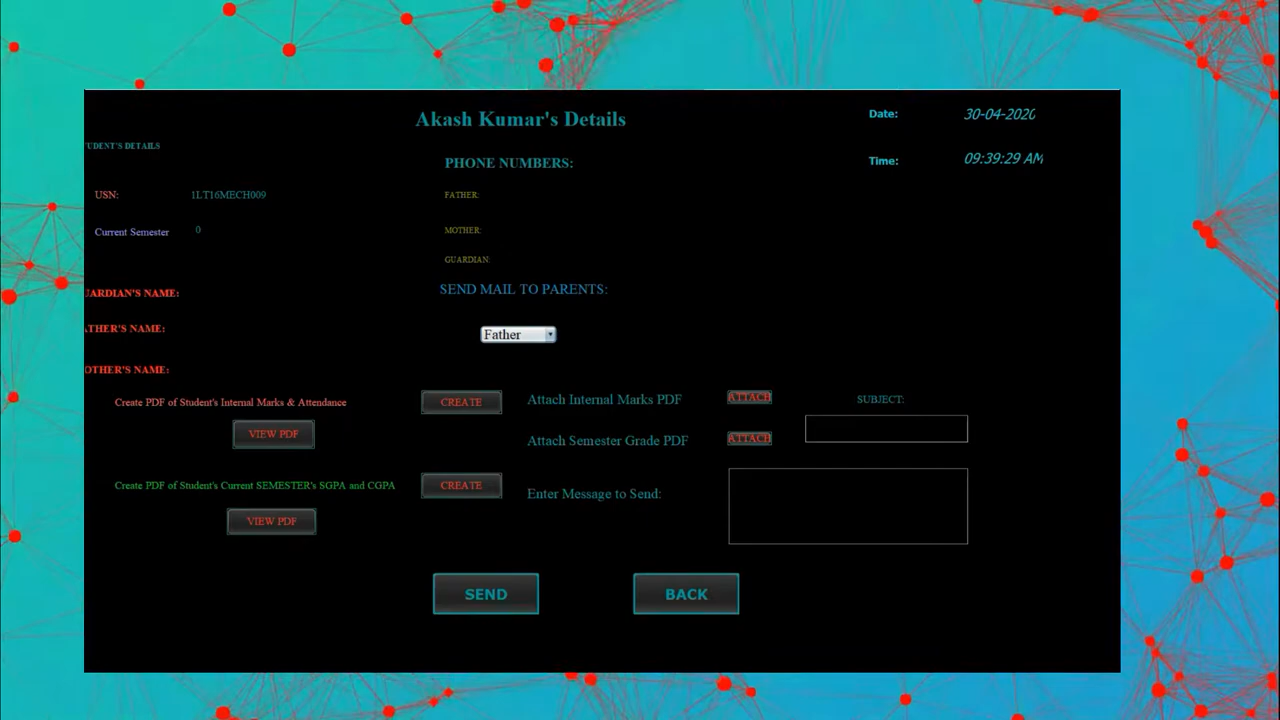 Akash Kumar's Details
Date: 30-04-2020
Time: 09:39:29 AM
UDENT'S DETAILS
PHONE NUMBERS:
USN: 1LT16MECH009
FATHER:
Current Semester 0
MOTHER:
GUARDIAN:
SEND MAIL TO PARENTS:
ARDIAN'S NAME:
THER'S NAME:
Father
OTHER'S NAME:
Create PDF of Student's Internal Marks & Attendance
CREATE
Attach Internal Marks PDF
ATTACH
SUBJECT:
VIEW PDF
Attach Semester Grade PDF
ATTACH
Create PDF of Student's Current SEMESTER's SGPA and CGPA
CREATE
Enter Message to Send:
VIEW PDF
SEND
BACK